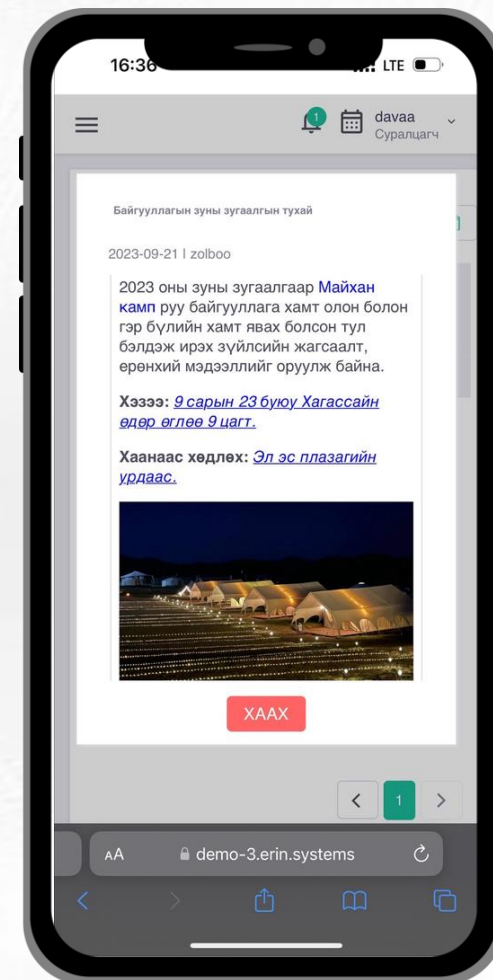 16:36
LTE
1
davaa
Суралцагч
Байгууллагын зуны зугаалгын тухай
2023-09-21 | zolboo
2023 оны зуны зугаалгаар Майхан
камп руу байгууллага хамт олон болон
гэр бүлийн хамт явах болсон тул
бэлдэж ирэх зүйлсийн жагсаалт,
ерөнхий мэдээллийг оруулж байна.
Хэзээ: 9 сарын 23 буюу Хагассайн
өдөр өглөө 9 цагт.
Хаанаас хөдлөх: Эл эс плазагийн
урдаас.
ХААХ
1
AA
demo-3.erin.systems